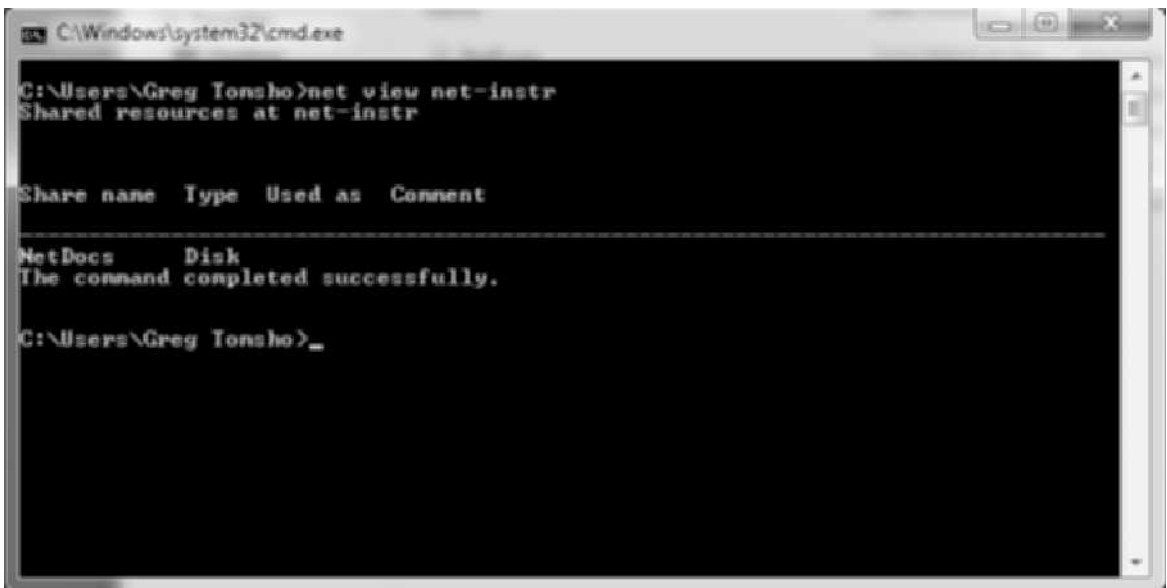 C:\Windows\system32\cmd.exe
C:\Users\Greg Tomsho>net view net-instr
Shared resources at net-instr
Share name  Type  Used as  Comment
-------------------------------------------------------------------------------
NetDocs     Disk
The command completed successfully.
C:\Users\Greg Tomsho>_